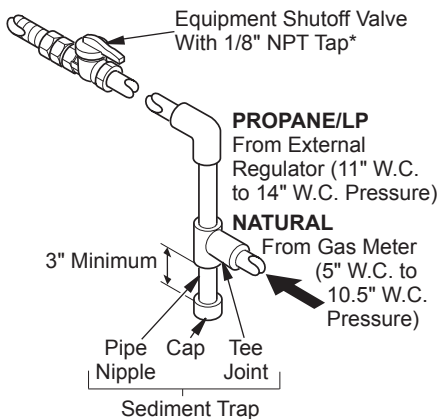 Equipment Shutoff Valve
With 1/8" NPT Tap*
PROPANE/LP
From External
Regulator (11" W.C.
to 14" W.C. Pressure)
NATURAL
From Gas Meter
(5" W.C. to
10.5" W.C.
Pressure)
3" Minimum
Pipe
Nipple
Cap
Tee
Joint
Sediment Trap